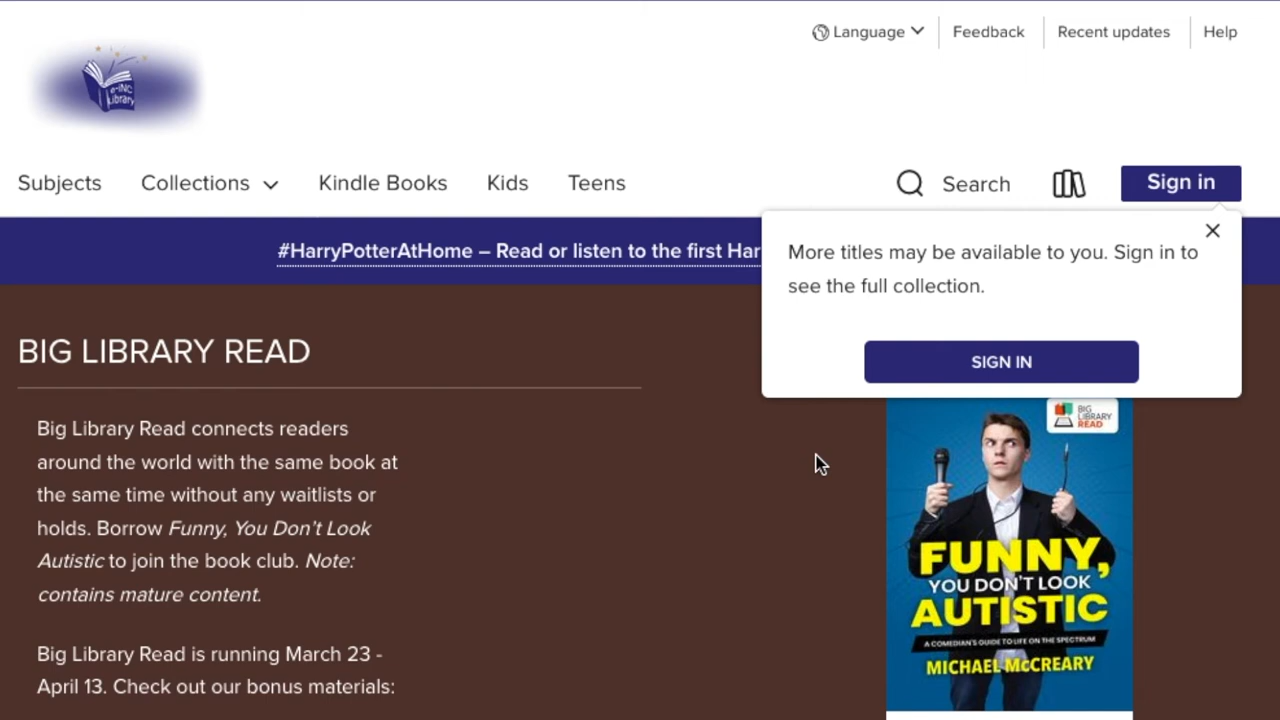 Language
Feedback
Recent updates
Help
e-iNC
Library
Subjects
Collections
Kindle Books
Kids
Teens
Search
Sign in
#HarryPotterAtHome – Read or listen to the first Har
More titles may be available to you. Sign in to
see the full collection.
SIGN IN
BIG LIBRARY READ
Big Library Read connects readers
around the world with the same book at
the same time without any waitlists or
holds. Borrow Funny, You Don't Look
Autistic to join the book club. Note:
contains mature content.
Big Library Read is running March 23 -
April 13. Check out our bonus materials:
BIG
LIBRARY
READ
FUNNY,
YOU DON'T LOOK
AUTISTIC
A COMEDIAN'S GUIDE TO LIFE ON THE SPECTRUM
MICHAEL McCREARY